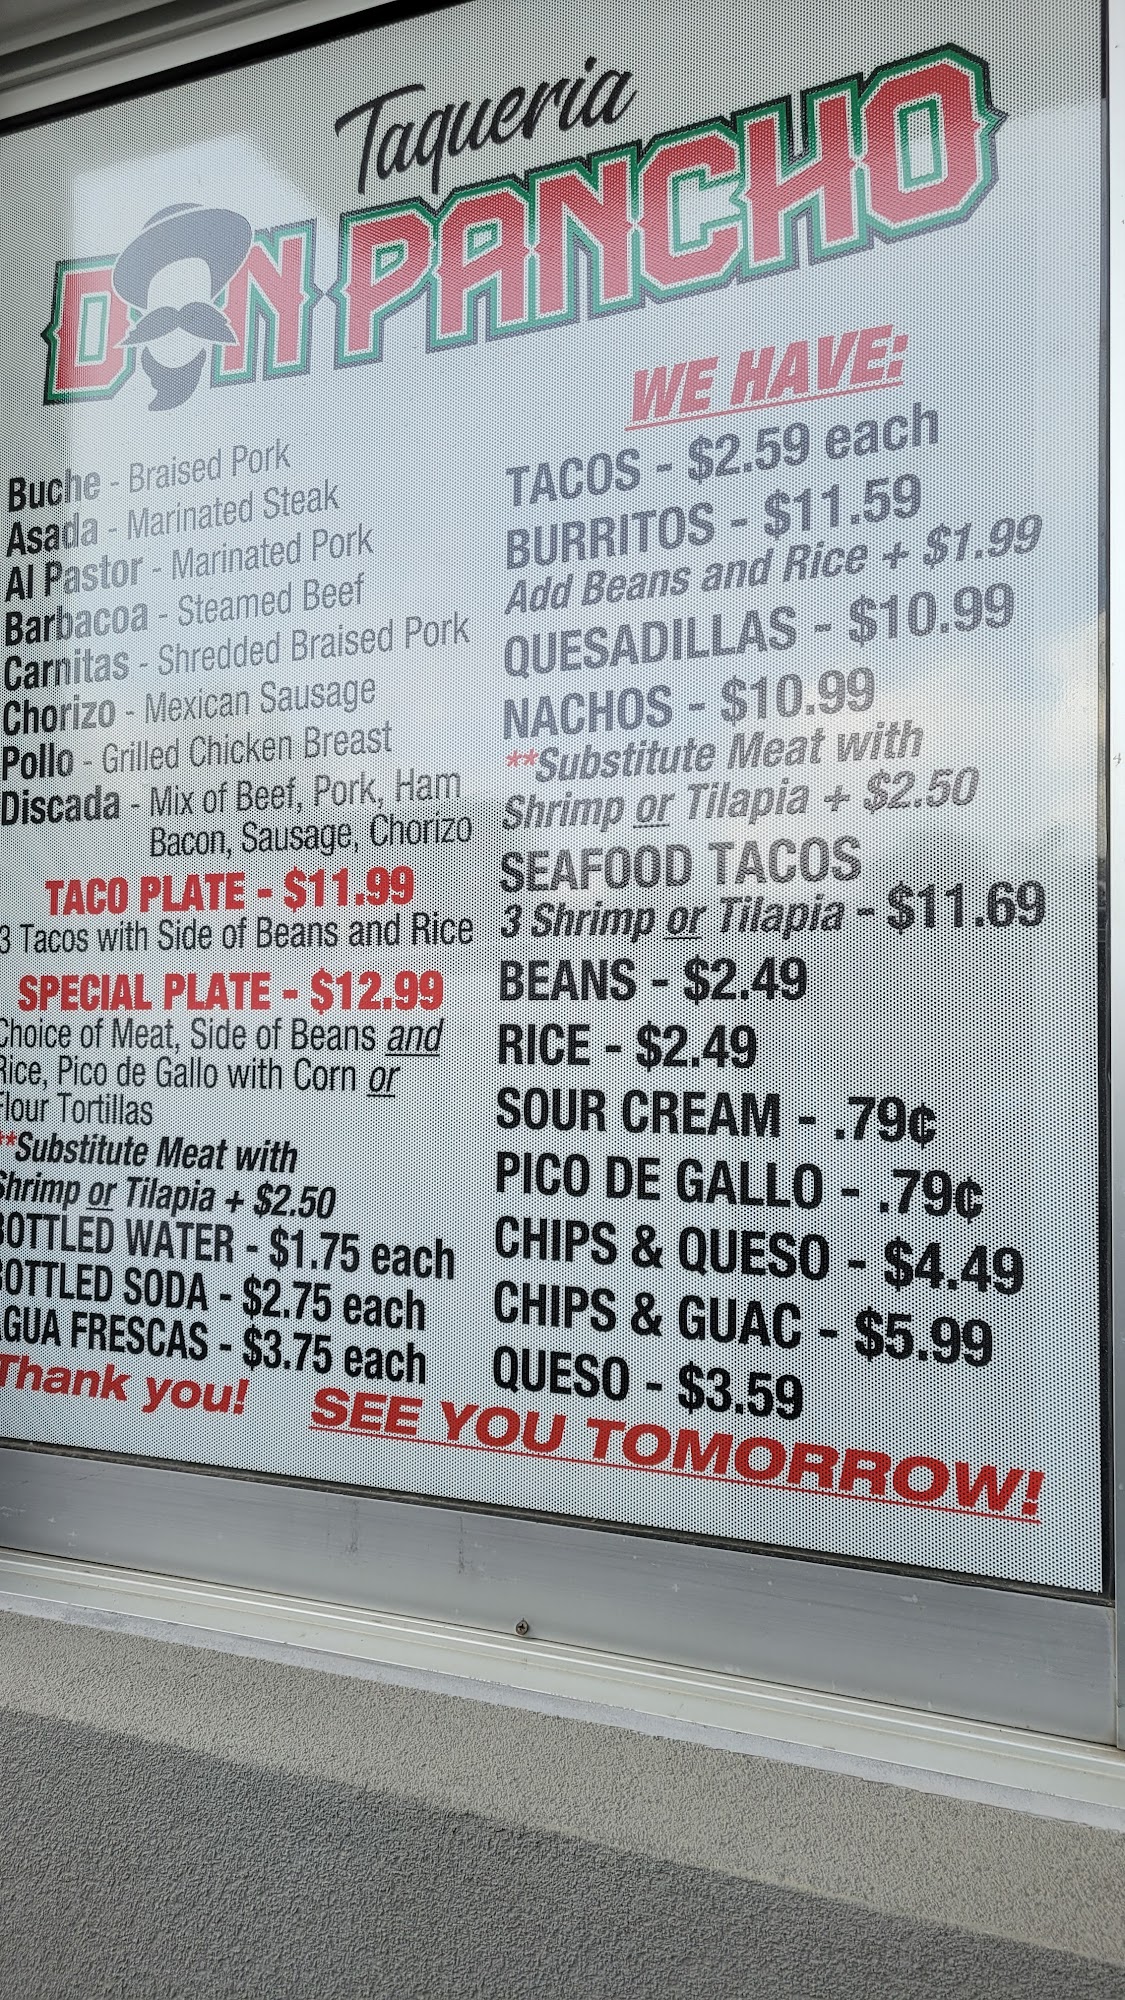 Taqueria
DON PANCHO
Buche - Braised Pork
Asada - Marinated Steak
Al Pastor - Marinated Pork
Barbacoa - Steamed Beef
Carnitas - Shredded Braised Pork
Chorizo - Mexican Sausage
Pollo - Grilled Chicken Breast
Discada - Mix of Beef, Pork, Ham
Bacon, Sausage, Chorizo
TACO PLATE - $11.99
3 Tacos with Side of Beans and Rice
SPECIAL PLATE - $12.99
Choice of Meat, Side of Beans and
Rice, Pico de Gallo with Corn or
Flour Tortillas
**Substitute Meat with
Shrimp or Tilapia + $2.50
BOTTLED WATER - $1.75 each
BOTTLED SODA - $2.75 each
AGUA FRESCAS - $3.75 each
Thank you!
WE HAVE:
TACOS - $2.59 each
BURRITOS - $11.59
Add Beans and Rice + $1.99
QUESADILLAS - $10.99
NACHOS - $10.99
**Substitute Meat with
Shrimp or Tilapia + $2.50
SEAFOOD TACOS
3 Shrimp or Tilapia - $11.69
BEANS - $2.49
RICE - $2.49
SOUR CREAM - .79¢
PICO DE GALLO - .79¢
CHIPS & QUESO - $4.49
CHIPS & GUAC - $5.99
QUESO - $3.59
SEE YOU TOMORROW!